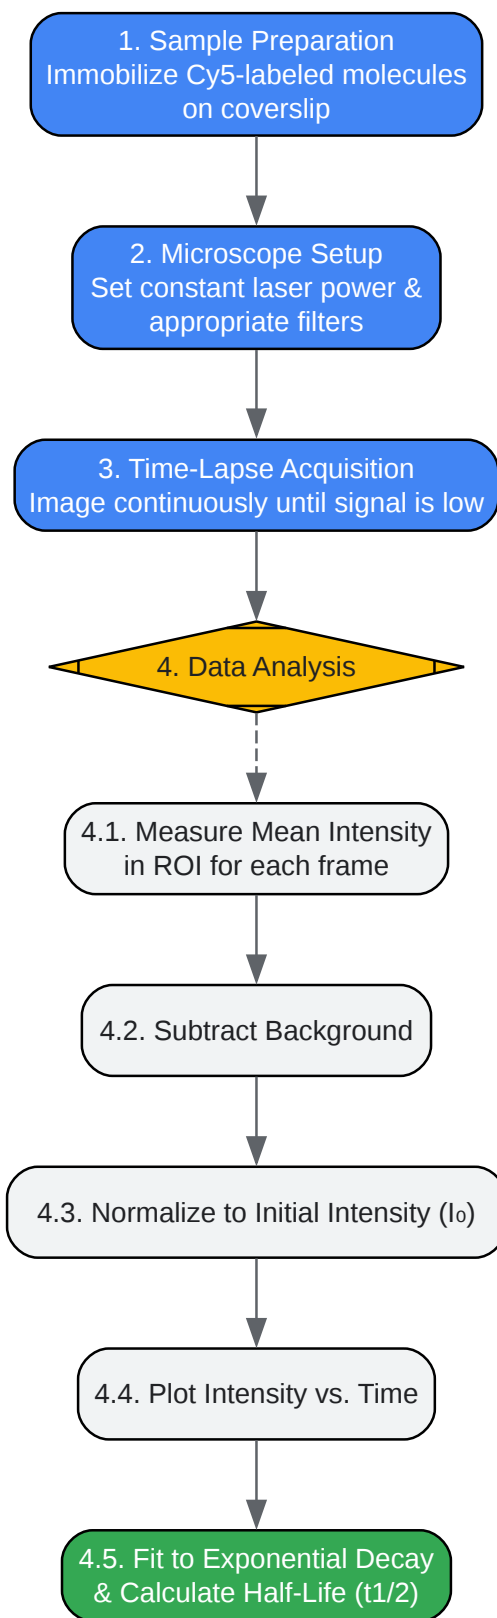 1. Sample Preparation
Immobilize Cy5-labeled molecules
on coverslip
2. Microscope Setup
Set constant laser power &
appropriate filters
3. Time-Lapse Acquisition
Image continuously until signal is low
4. Data Analysis
4.1. Measure Mean Intensity
in ROI for each frame
4.2. Subtract Background
4.3. Normalize to Initial Intensity (I₀)
4.4. Plot Intensity vs. Time
4.5. Fit to Exponential Decay
& Calculate Half-Life (t1/2)